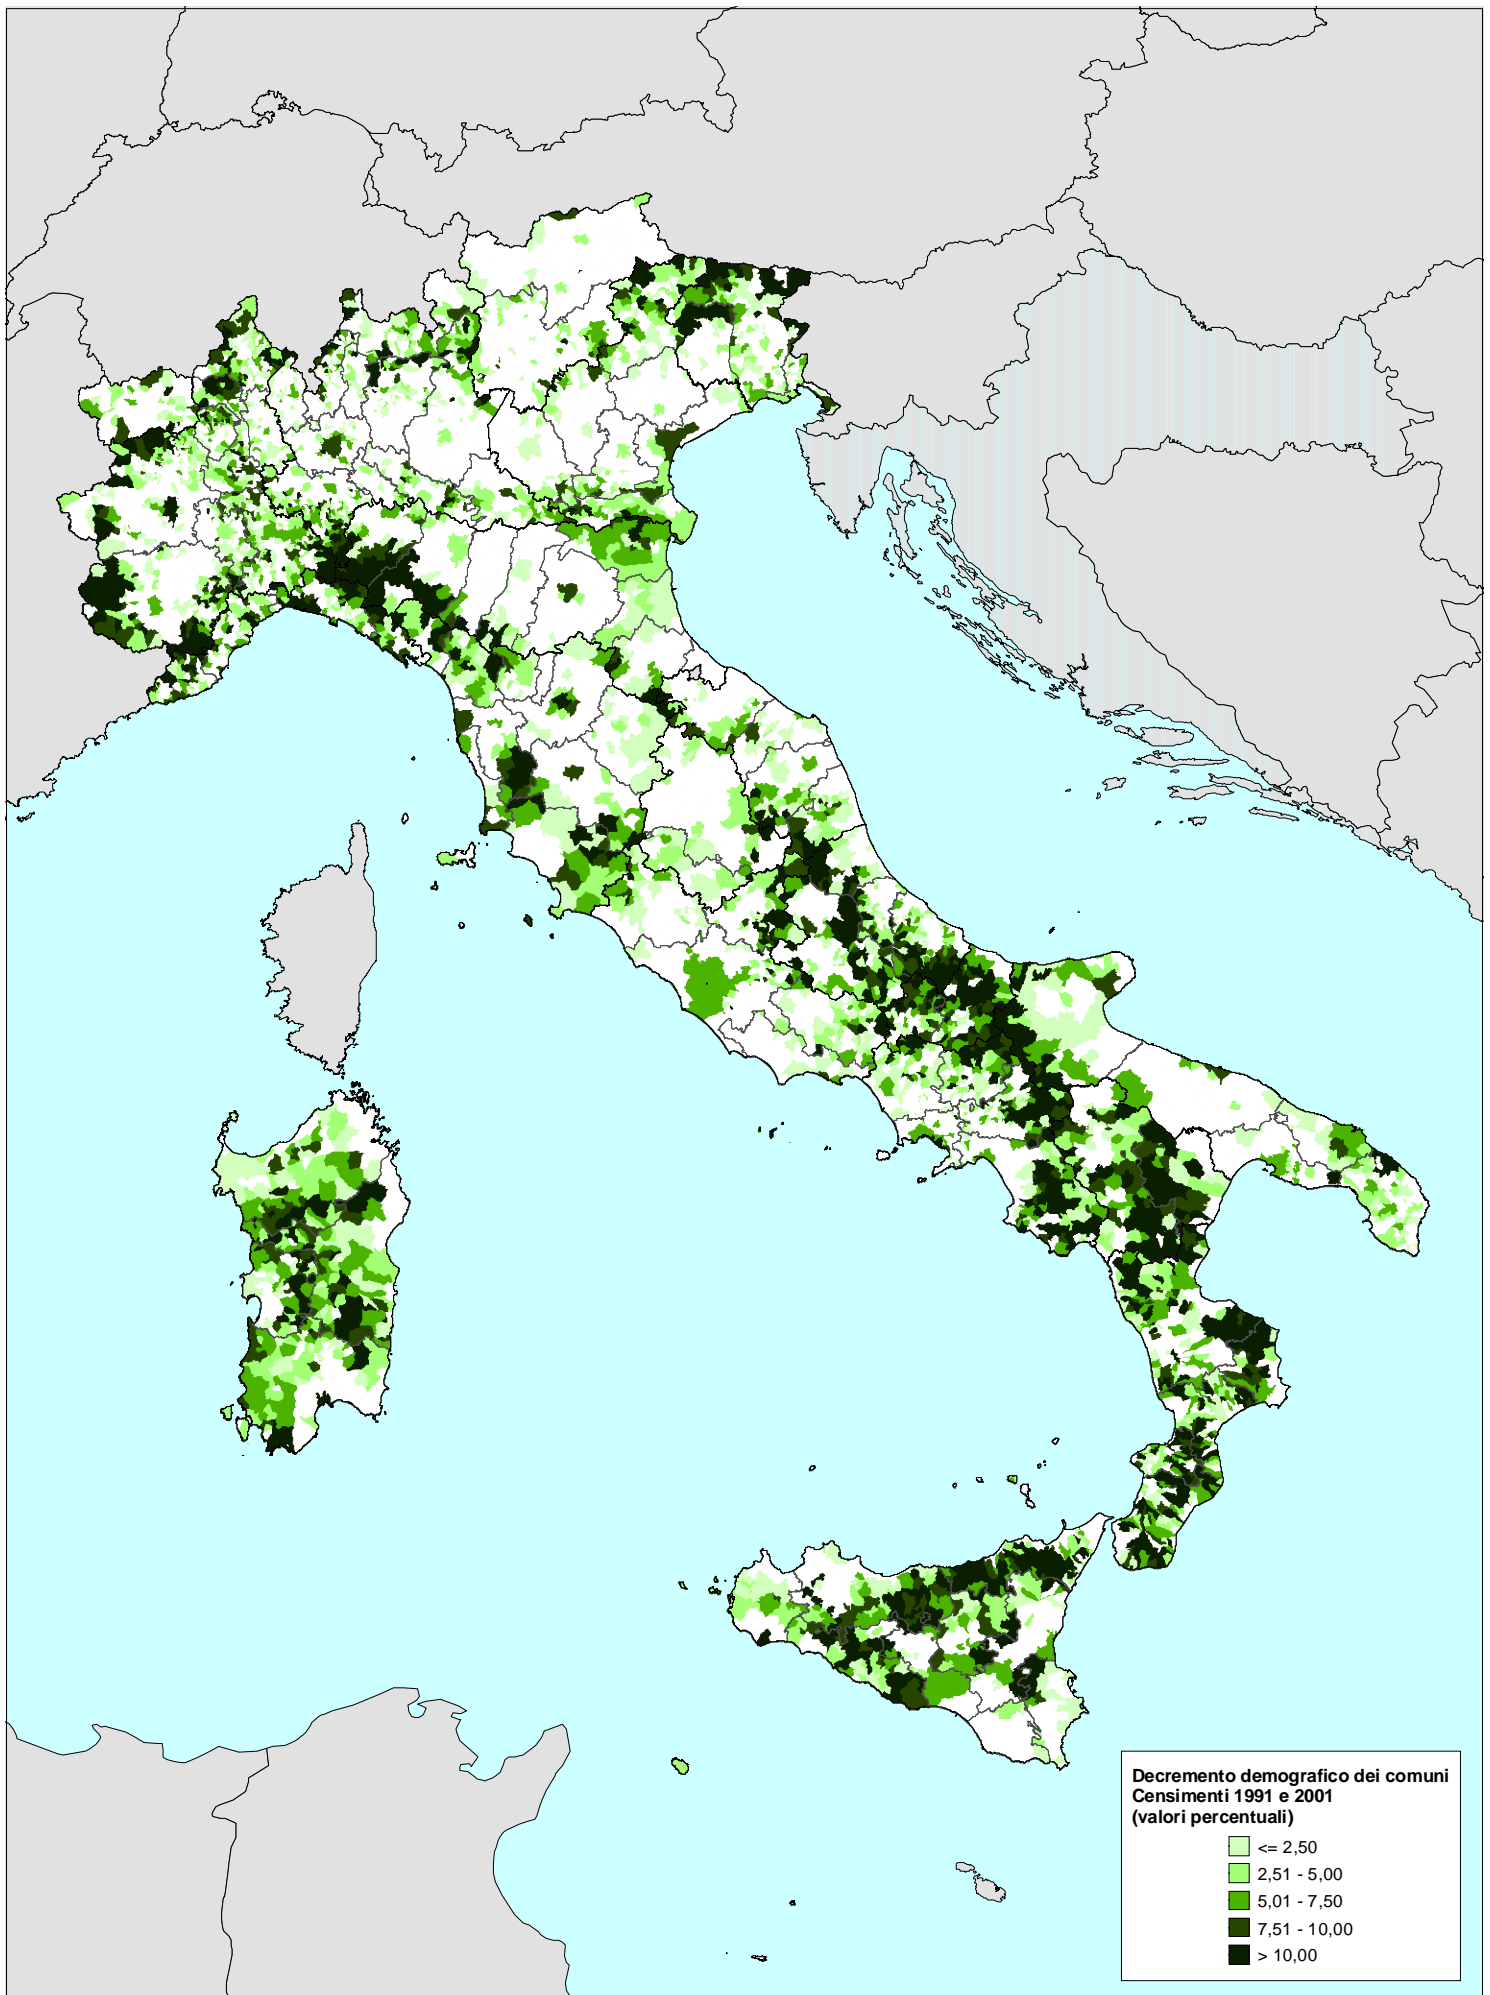 Decremento demografico dei comuni
Censimenti 1991 e 2001
(valori percentuali)
<= 2,50
2,51 - 5,00
5,01 - 7,50
7,51 - 10,00
> 10,00